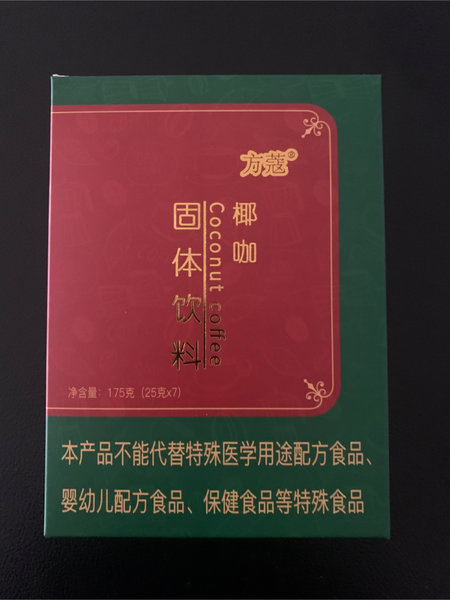 方蔻®
椰咖
Coconut coffee
固体饮料
净含量：175克（25克x7）
本产品不能代替特殊医学用途配方食品、
婴幼儿配方食品、保健食品等特殊食品